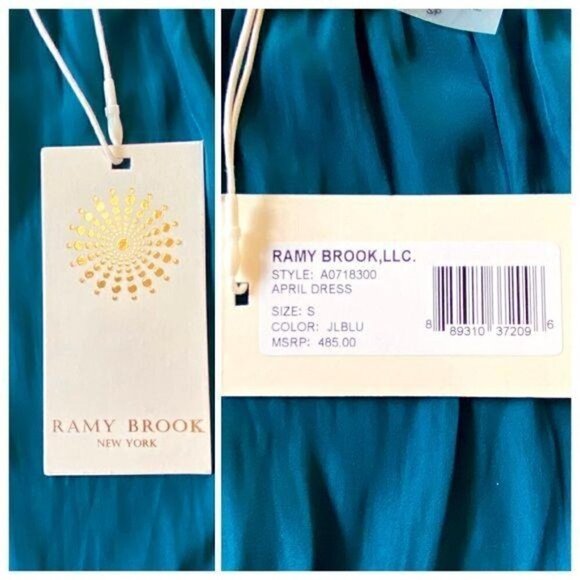 RAMY BROOK
NEW YORK
RAMY BROOK,LLC.
STYLE: A0718300
APRIL DRESS
SIZE: S
COLOR: JLBLU
MSRP: 485.00
8 89310 37209 6